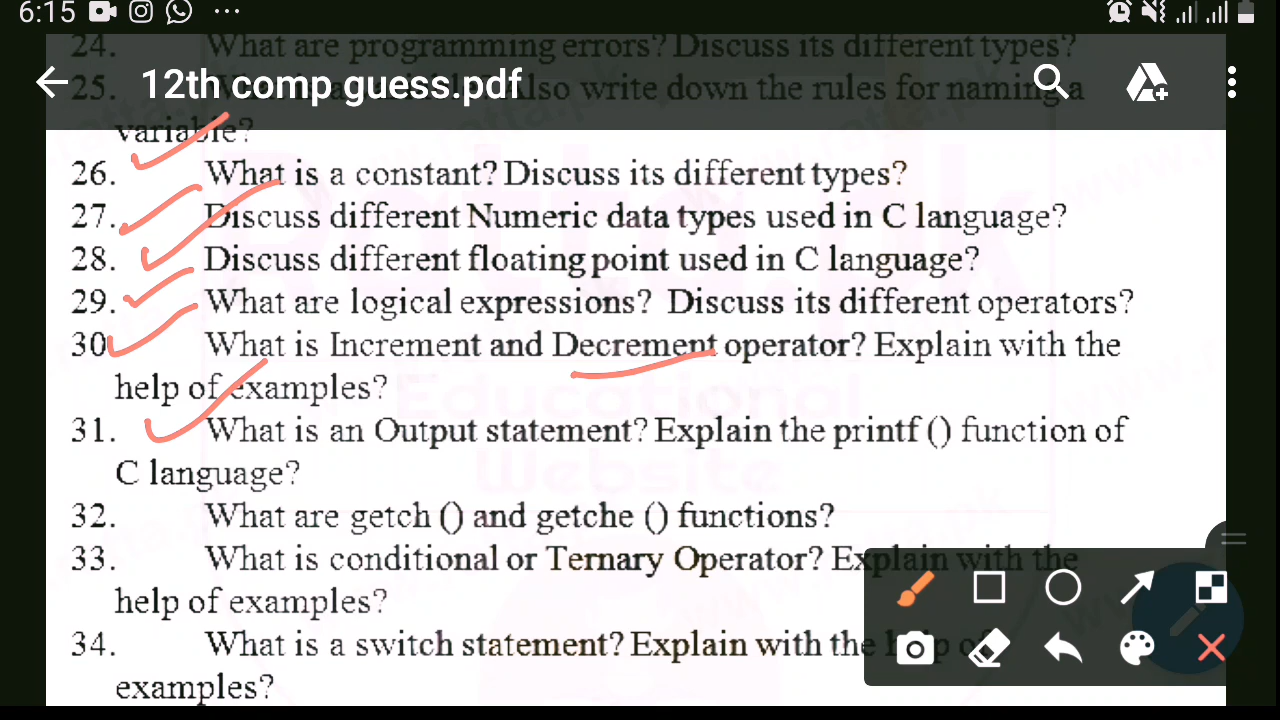 6:15
24. What are programming errors? Discuss its different types?
12th comp guess.pdf
25. Also write down the rules for naming a
variable?
26. What is a constant? Discuss its different types?
27. Discuss different Numeric data types used in C language?
28. Discuss different floating point used in C language?
29. What are logical expressions? Discuss its different operators?
30 What is Increment and Decrement operator? Explain with the
help of examples?
31. What is an Output statement? Explain the printf () function of
C language?
Educational
Website
32. What are getch () and getche () functions?
33. What is conditional or Ternary Operator? Explain with the
help of examples?
34. What is a switch statement? Explain with the help of
examples?